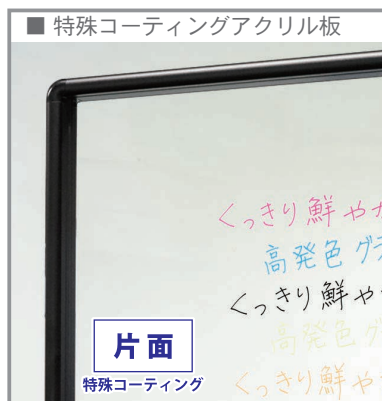 ■ 特殊コーティングアクリル板
くっきり鮮や
高発色グラ
くっきり鮮や
高発色グ
くっきり鮮や
片面
特殊コーティング